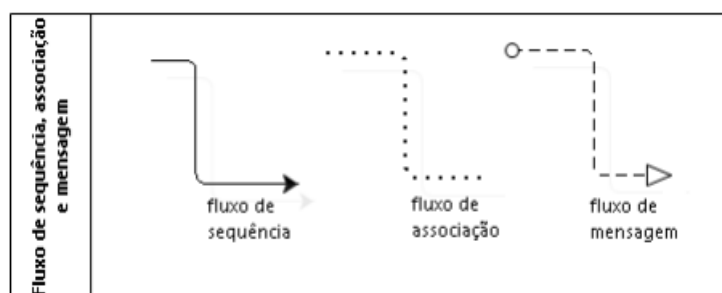 Fluxo de sequência, associação
e mensagem
fluxo de
sequência
fluxo de
associação
fluxo de
mensagem